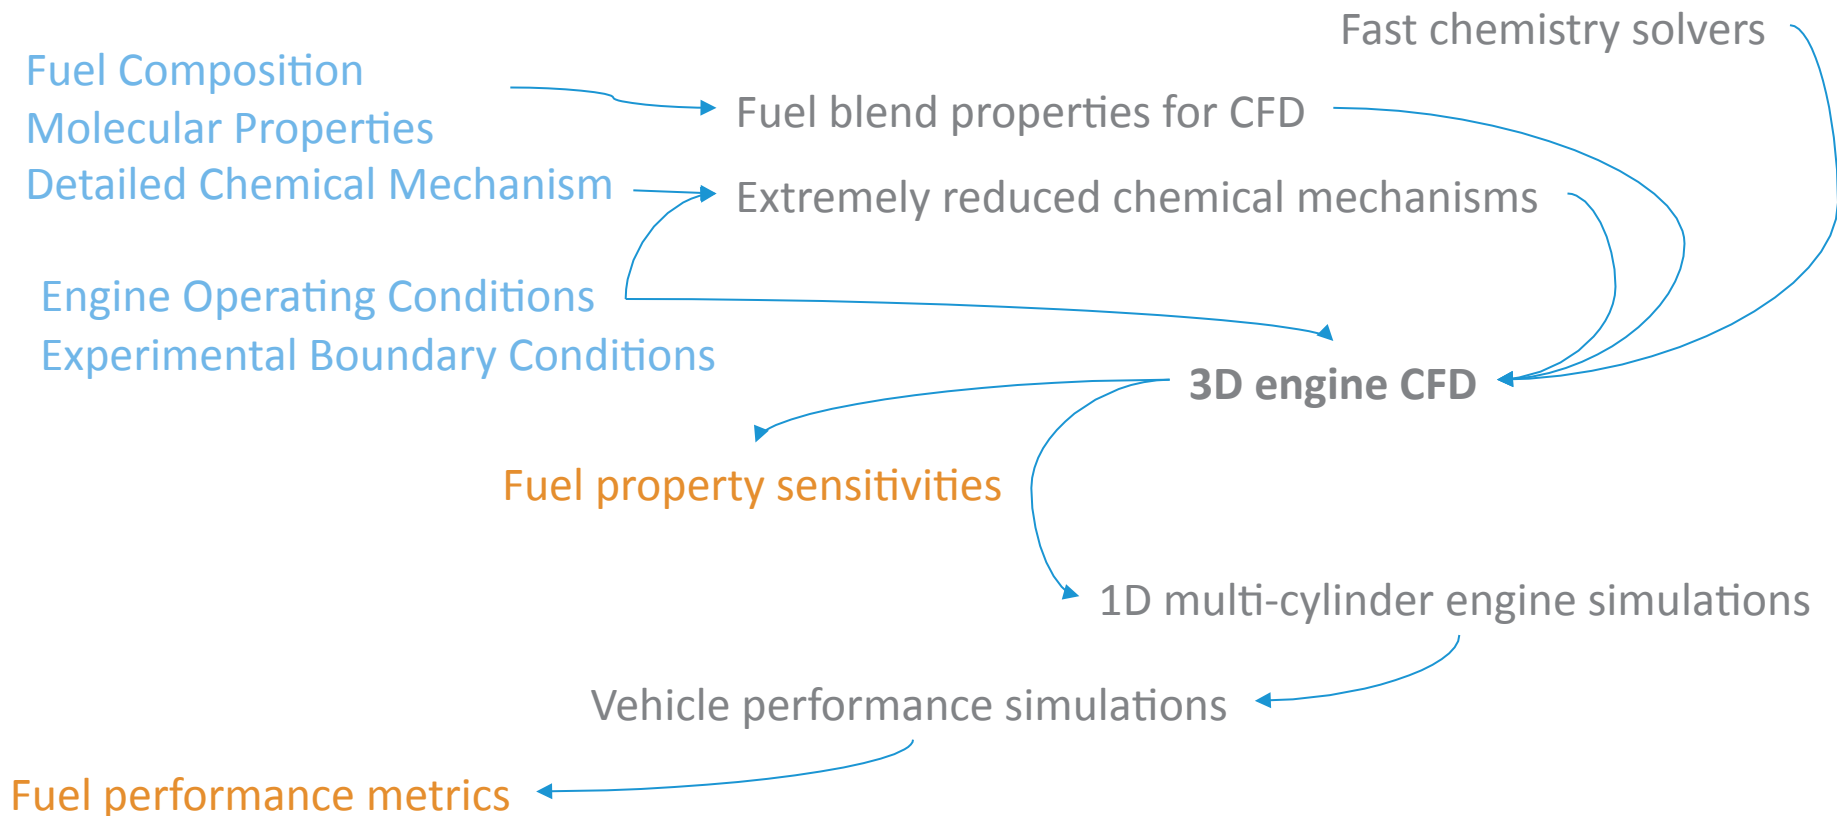 Fast chemistry solvers
Fuel Composition
Molecular Properties
Detailed Chemical Mechanism
Fuel blend properties for CFD
Extremely reduced chemical mechanisms
Engine Operating Conditions
Experimental Boundary Conditions
3D engine CFD
Fuel property sensitivities
1D multi-cylinder engine simulations
Vehicle performance simulations
Fuel performance metrics